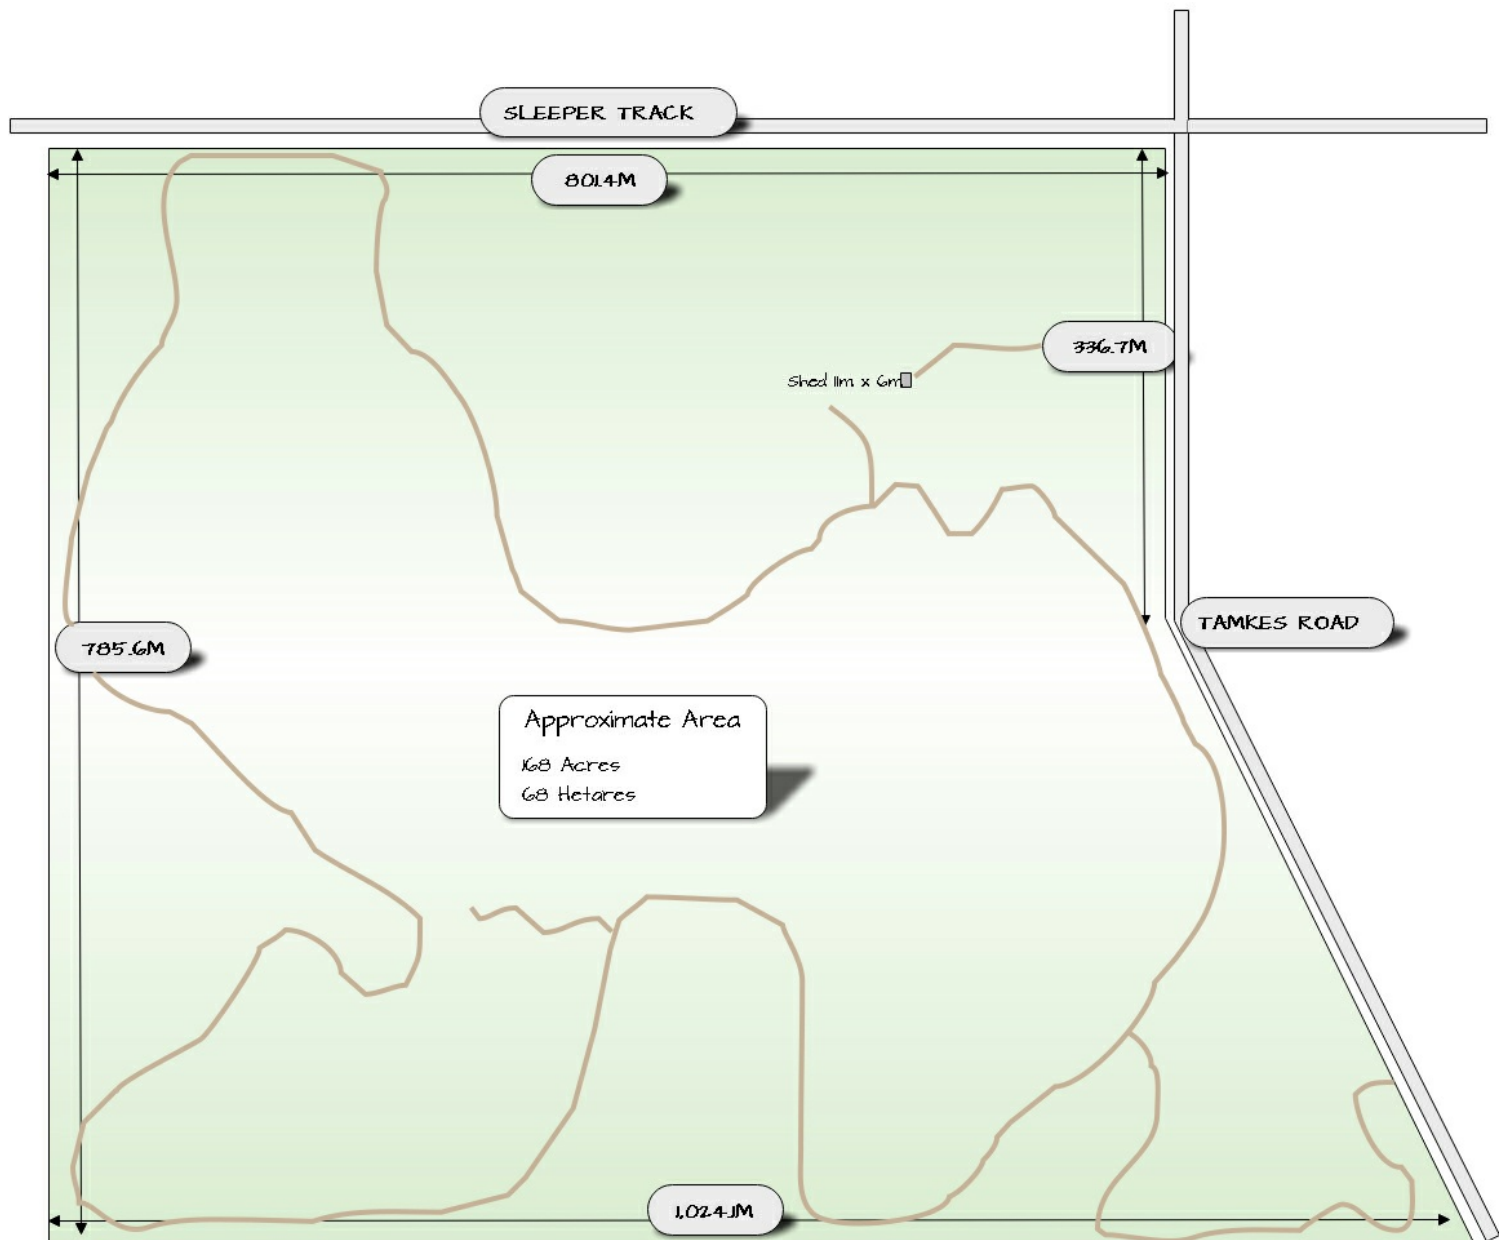 SLEEPER TRACK
801.4M
336.7M
Shed 11m x 6m
TAMKES ROAD
785.6M
Approximate Area
168 Acres
68 Hetares
1,024.1M